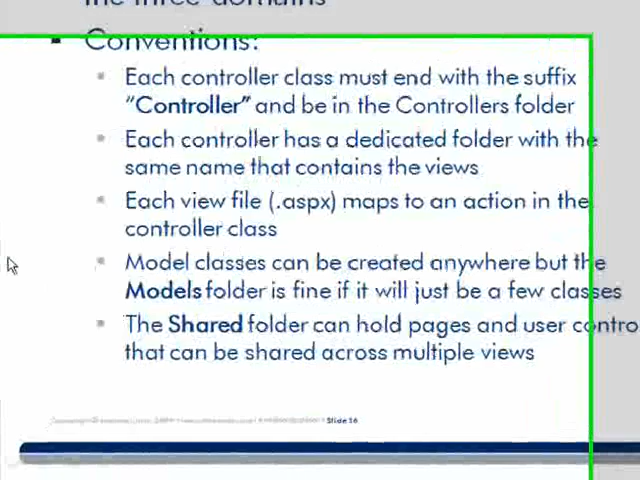 the three domains
Conventions:
Each controller class must end with the suffix
“Controller” and be in the Controllers folder
Each controller has a dedicated folder with the
same name that contains the views
Each view file (.aspx) maps to an action in the
controller class
Model classes can be created anywhere but the
Models folder is fine if it will just be a few classes
The Shared folder can hold pages and user contro
that can be shared across multiple views
Slide 16